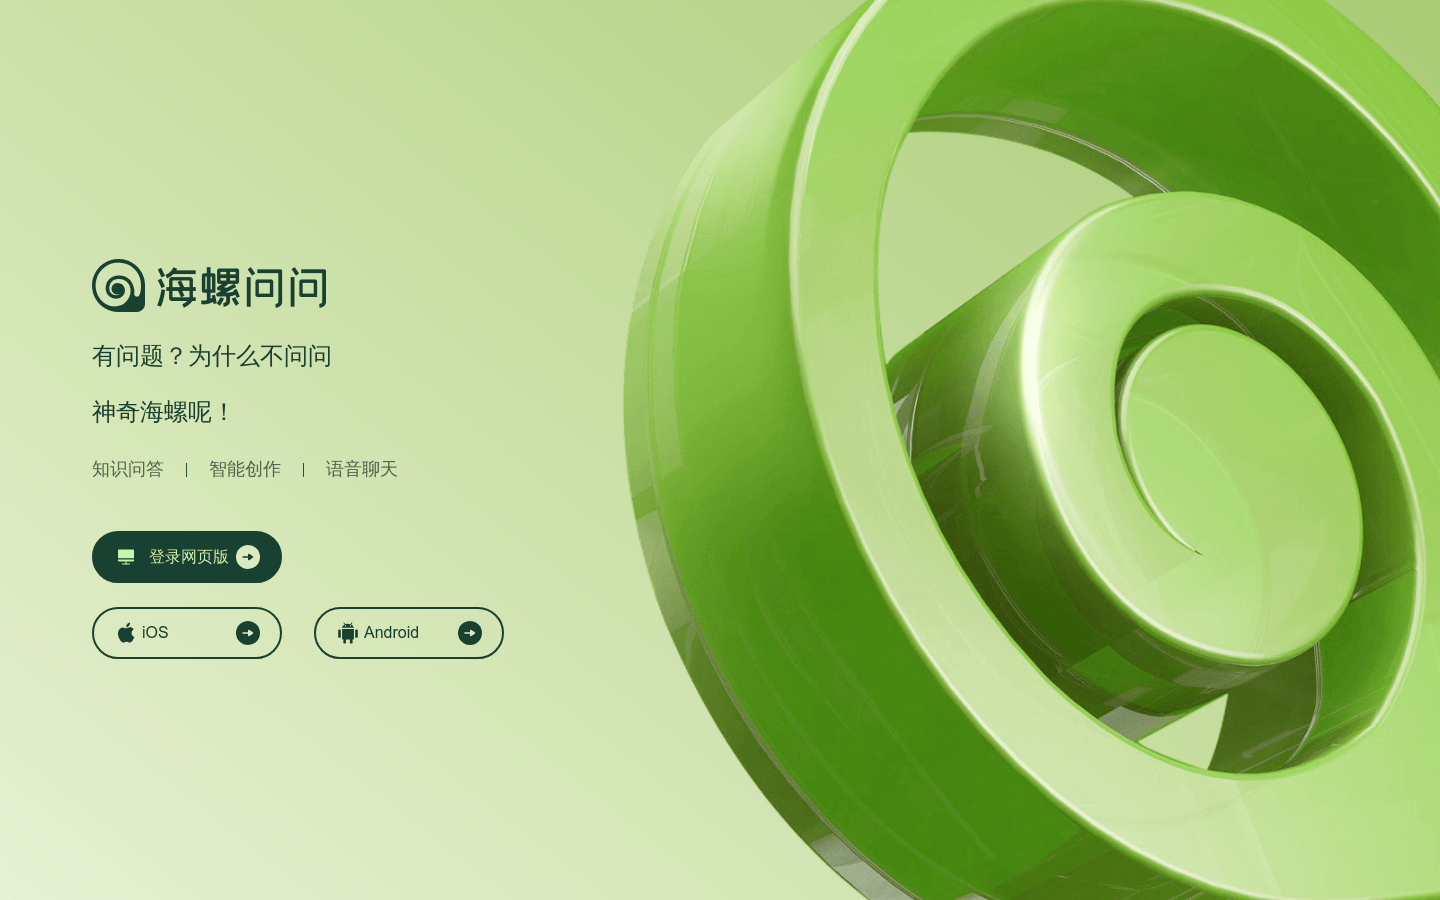 海螺问问
有问题？为什么不问问
神奇海螺呢！
知识问答 | 智能创作 | 语音聊天
登录网页版
iOS
Android